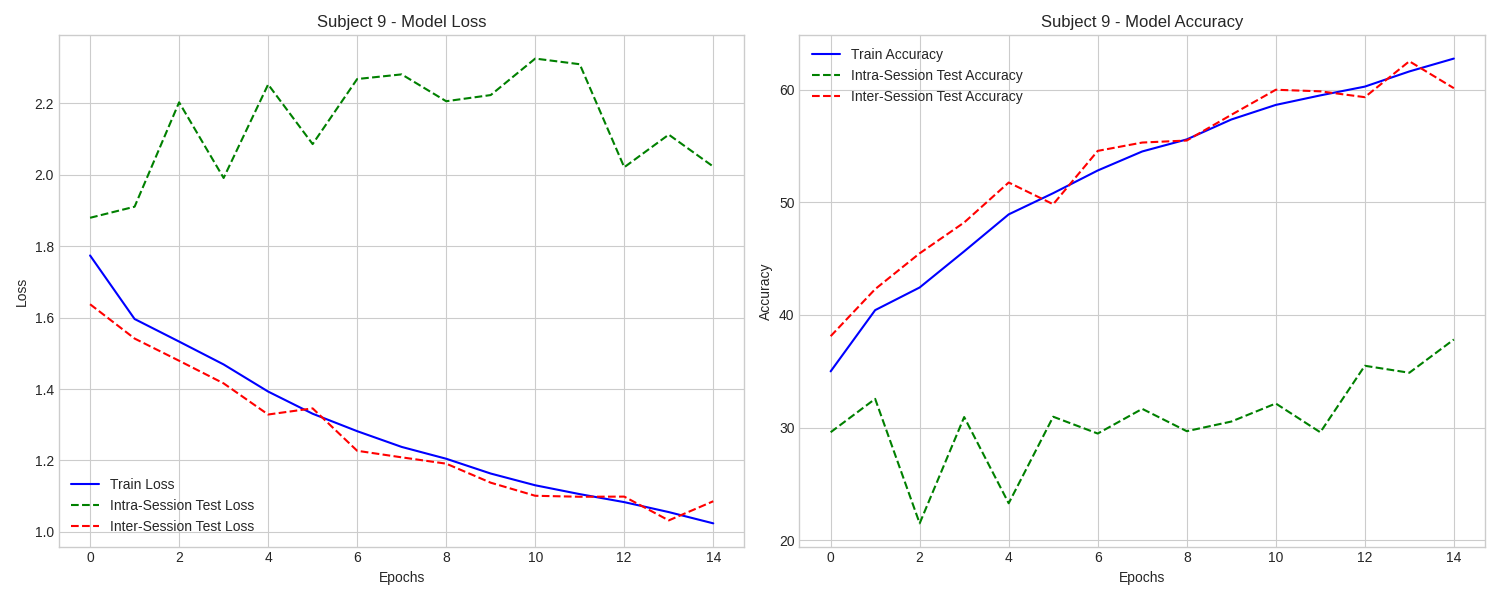 Subject 9 - Model Loss
2.2
2.0
1.8
1.6
1.4
1.2
1.0
Loss
Train Loss
Intra-Session Test Loss
Inter-Session Test Loss
0 2 4 6 8 10 12 14
Epochs
Subject 9 - Model Accuracy
Train Accuracy
Intra-Session Test Accuracy
Inter-Session Test Accuracy
60
50
40
30
20
Accuracy
0 2 4 6 8 10 12 14
Epochs